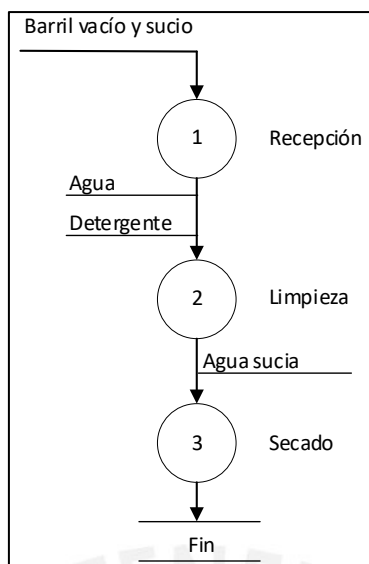 Barril vacío y sucio
1 Recepción
Agua
Detergente
2 Limpieza
Agua sucia
3 Secado
Fin